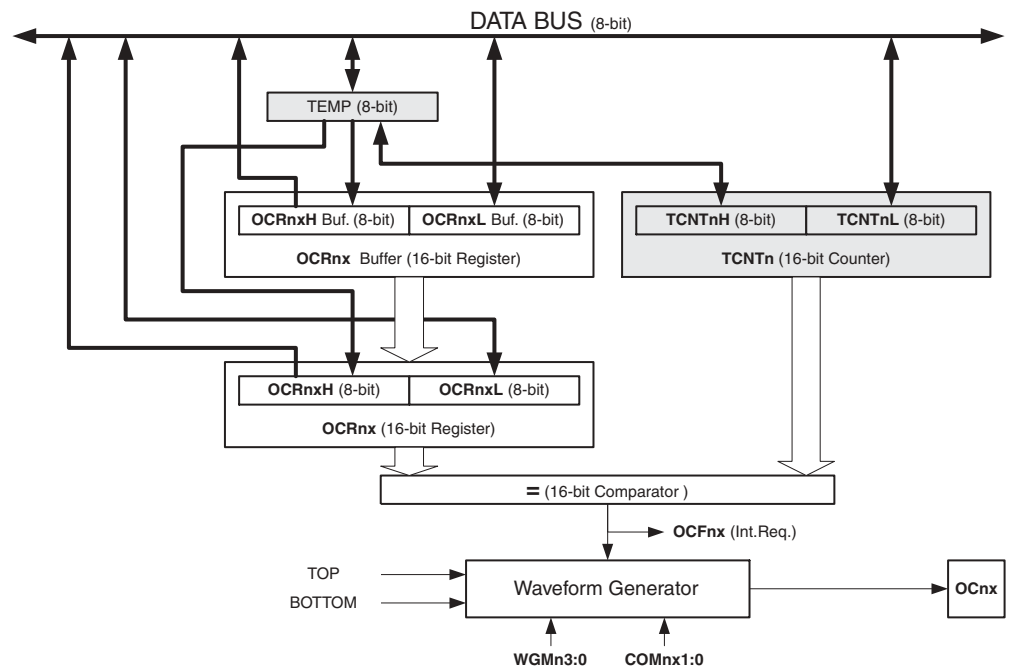 DATA BUS (8-bit)
TEMP (8-bit)
OCRnxH Buf. (8-bit) OCRnxL Buf. (8-bit)
OCRnx Buffer (16-bit Register)
TCNTnH (8-bit) TCNTnL (8-bit)
TCNTn (16-bit Counter)
OCRnxH (8-bit) OCRnxL (8-bit)
OCRnx (16-bit Register)
= (16-bit Comparator )
OCFnx (Int.Req.)
TOP
BOTTOM
Waveform Generator
OCnx
WGMn3:0 COMnx1:0